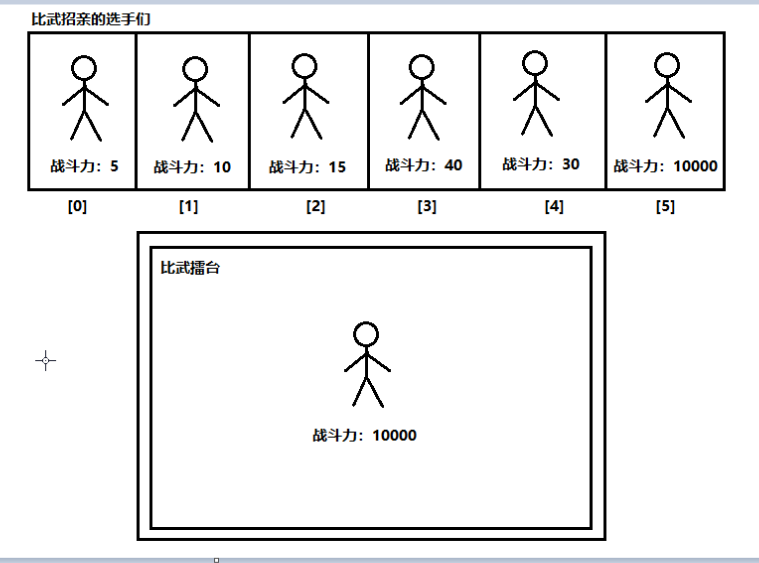 比武招亲的选手们
战斗力：5 战斗力：10 战斗力：15 战斗力：40 战斗力：30 战斗力：10000
[0] [1] [2] [3] [4] [5]
比武擂台
战斗力：10000